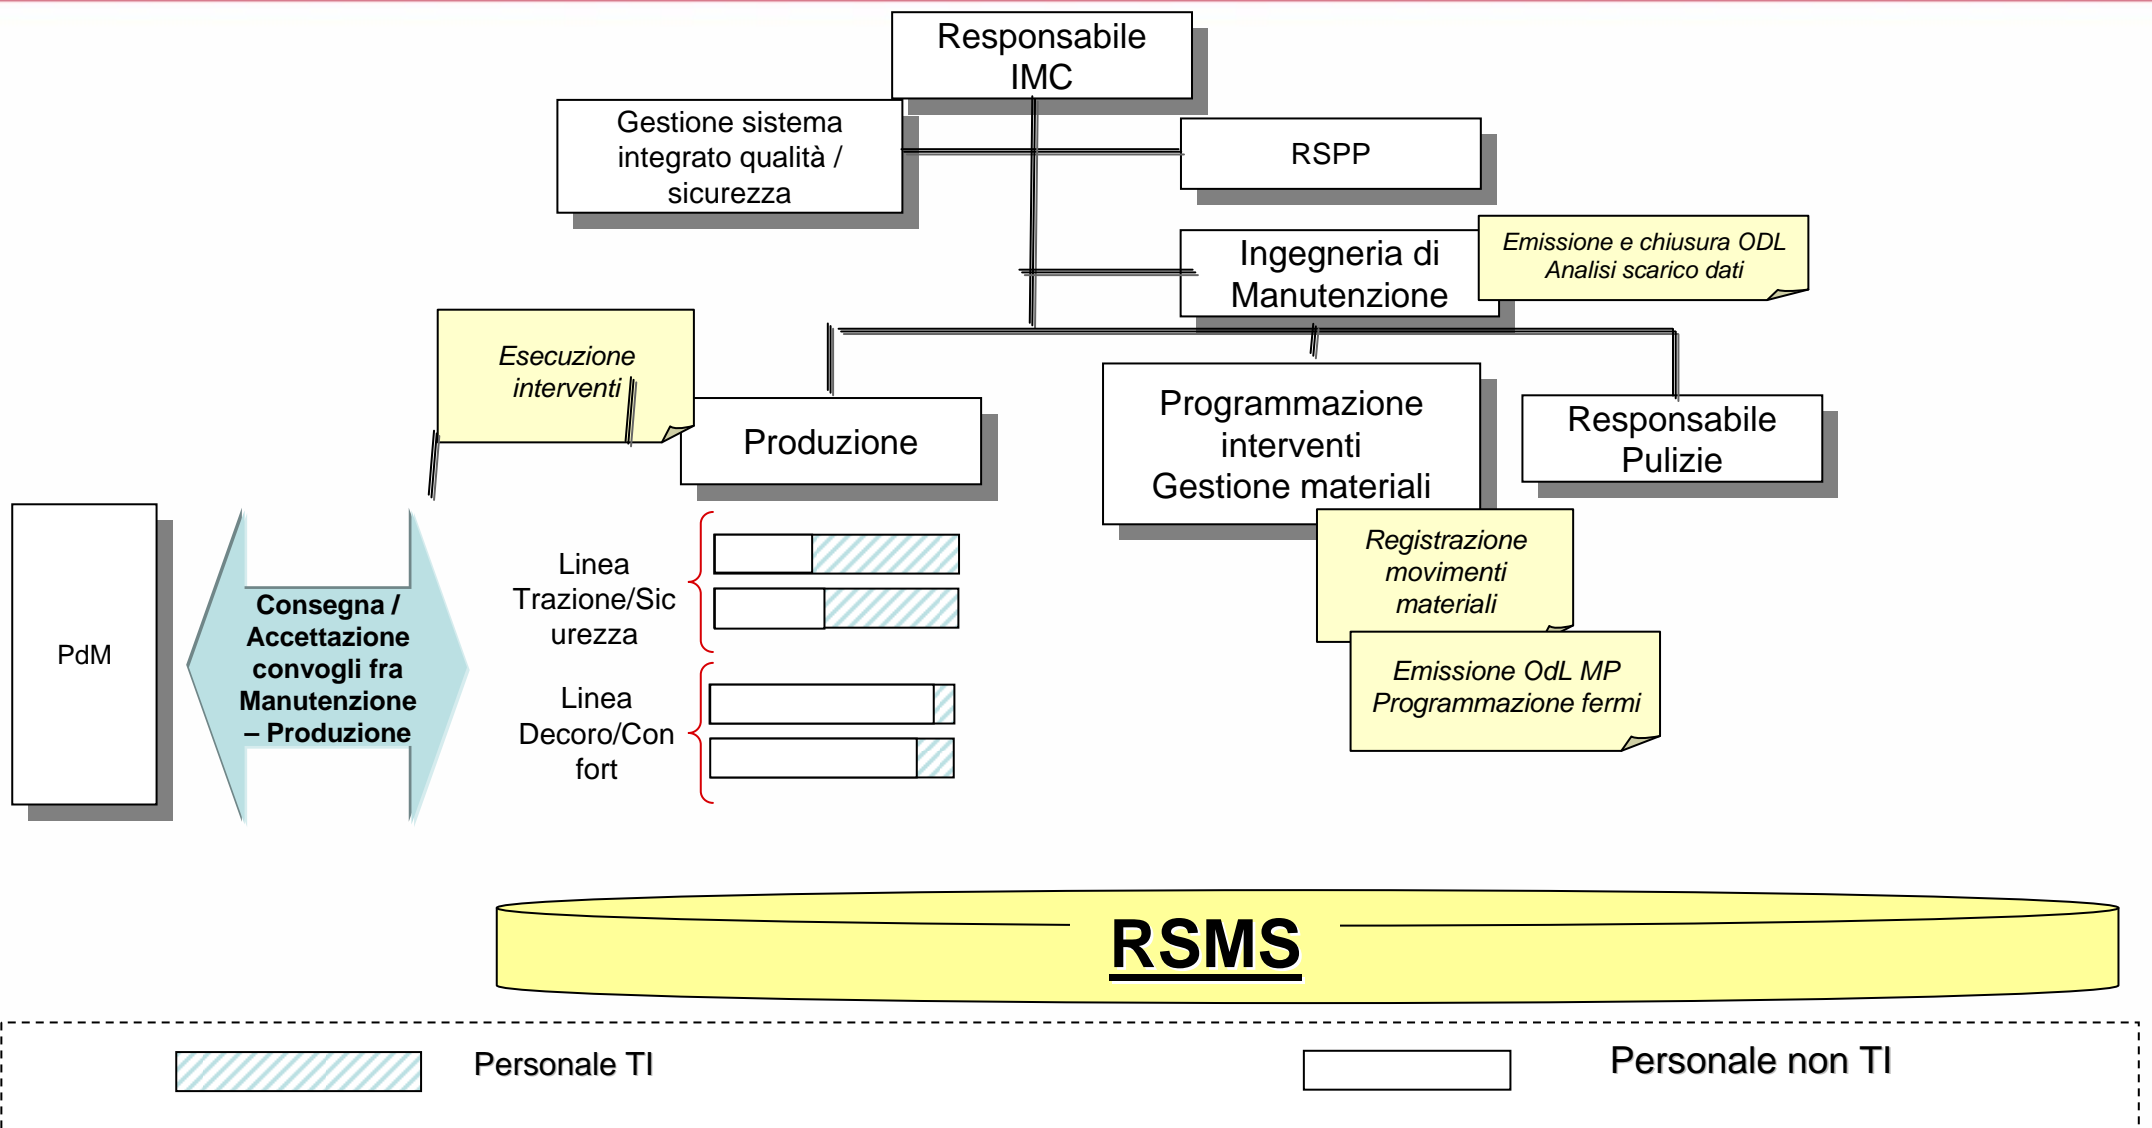 Responsabile
IMC
Gestione sistema
integrato qualità /
sicurezza
RSPP
Ingegneria di
Manutenzione
Emissione e chiusura ODL
Analisi scarico dati
Esecuzione
interventi
Produzione
Programmazione
interventi
Gestione materiali
Responsabile
Pulizie
PdM
Consegna /
Accettazione
convogli fra
Manutenzione
– Produzione
Linea
Trazione/Sic
urezza
Linea
Decoro/Con
fort
Registrazione
movimenti
materiali
Emissione OdL MP
Programmazione fermi
RSMS
Personale TI
Personale non TI